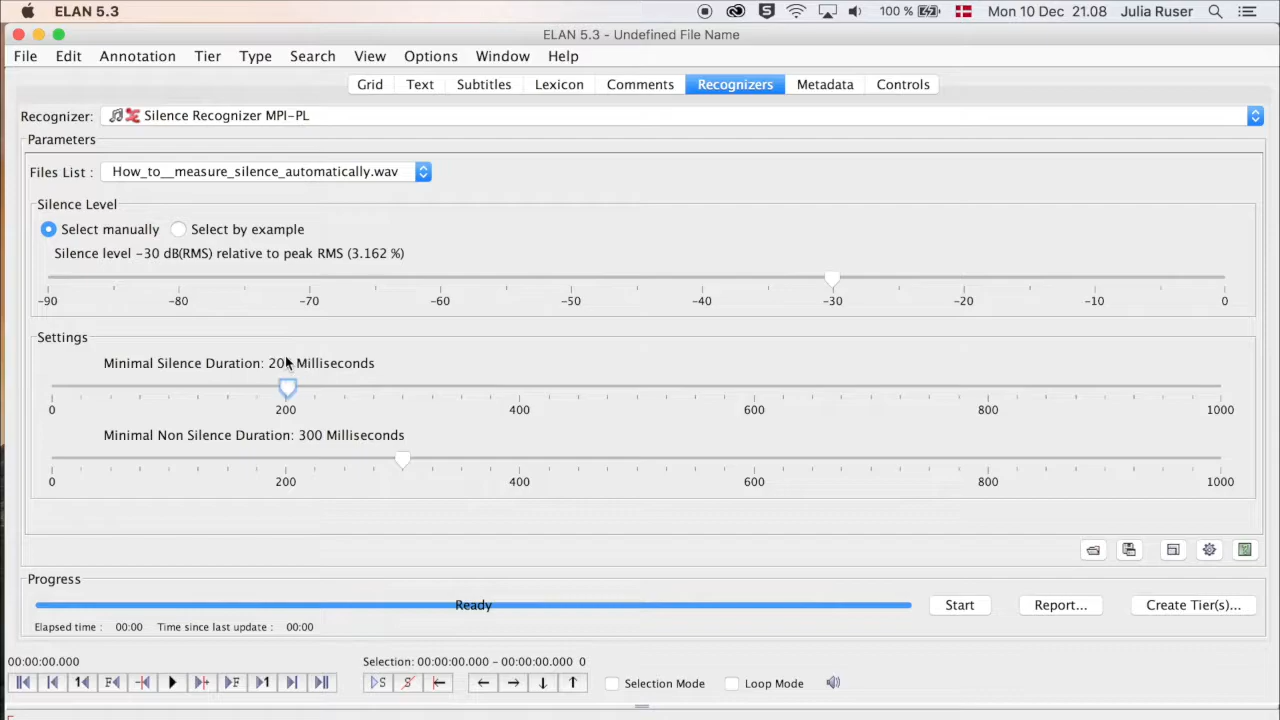 ELAN 5.3 100 % Mon 10 Dec 21.08 Julia Ruser
ELAN 5.3 - Undefined File Name
File Edit Annotation Tier Type Search View Options Window Help
Grid Text Subtitles Lexicon Comments Recognizers Metadata Controls
Recognizer: Silence Recognizer MPI-PL
Parameters
Files List : How_to__measure_silence_automatically.wav
Silence Level
Select manually Select by example
Silence level -30 dB(RMS) relative to peak RMS (3.162 %)
-90 -80 -70 -60 -50 -40 -30 -20 -10 0
Settings
Minimal Silence Duration: Milliseconds
0 200 400 600 800 1000
Minimal Non Silence Duration: 300 Milliseconds
0 200 400 600 800 1000
Progress
Ready Start Report... Create Tier(s)...
Elapsed time : 00:00 Time since last update : 00:00
00:00:00.000 Selection: 00:00:00.000 - 00:00:00.000 0
Selection Mode Loop Mode